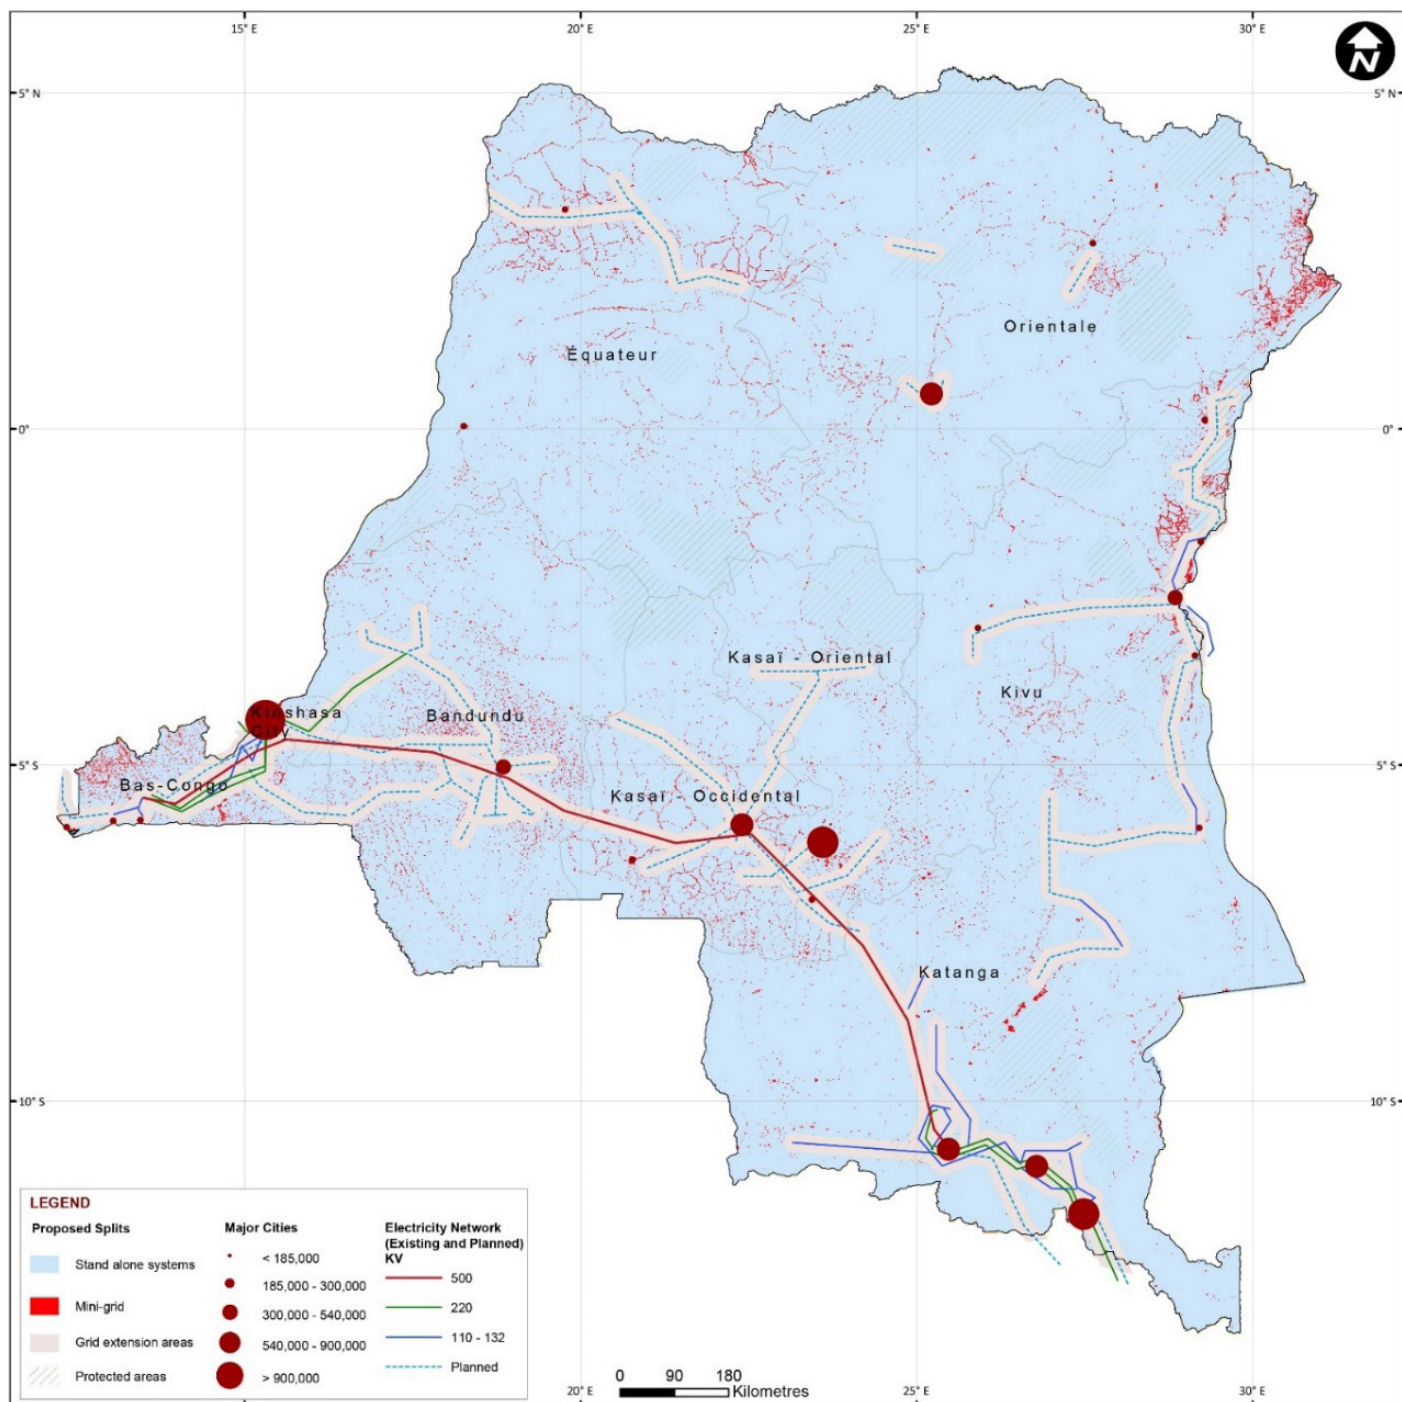 15° E
20° E
25° E
30° E
N
5° N
5° N
Orientale
Équateur
0°
0°
Kasaï - Oriental
Kivu
Kinshasa
City
Bandundu
5° S
5° S
Bas-Congo
Kasaï - Occidental
Katanga
10° S
10° S
LEGEND
Proposed Splits
Stand alone systems
Mini-grid
Grid extension areas
Protected areas
Major Cities
< 185,000
185,000 - 300,000
300,000 - 540,000
540,000 - 900,000
> 900,000
Electricity Network
(Existing and Planned)
KV
500
220
110 - 132
Planned
0 90 180
Kilometres
20° E
25° E
30° E